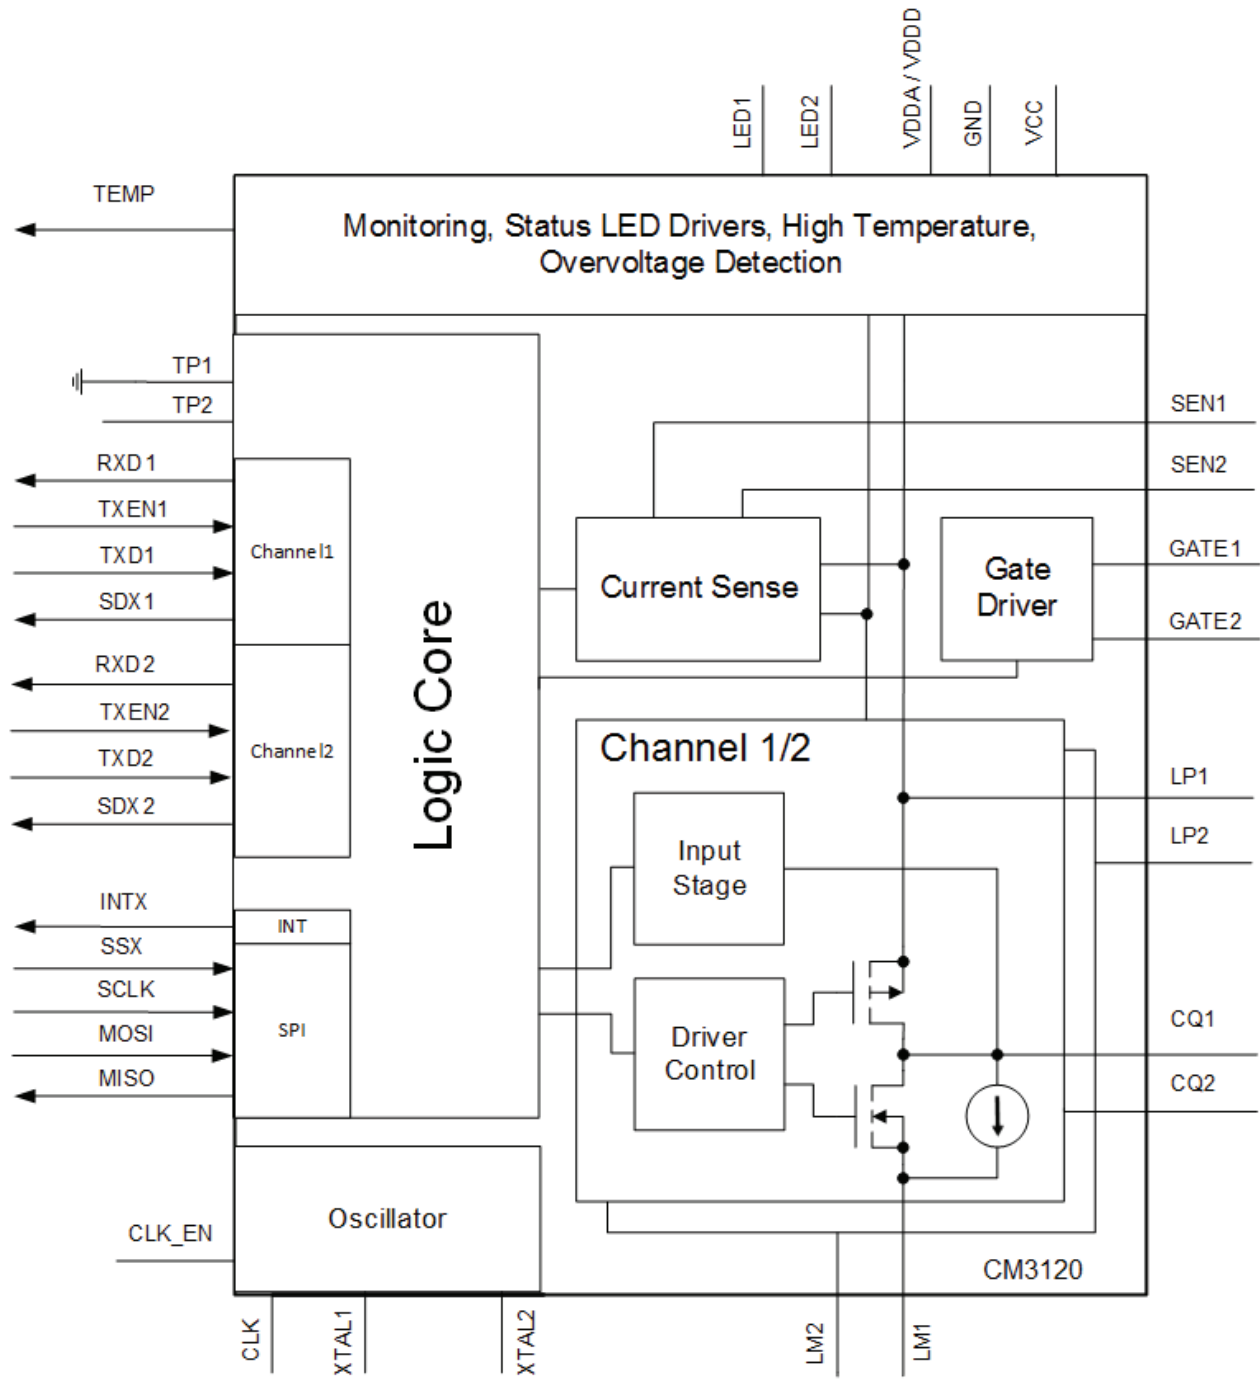 LED1
LED2
VDDA / VDDD
GND
VCC
TEMP
Monitoring, Status LED Drivers, High Temperature,
Overvoltage Detection
TP1
TP2
RXD1
TXEN1
TXD1
SDX1
RXD2
TXEN2
TXD2
SDX2
INTX
SSX
SCLK
MOSI
MISO
CLK_EN
Channel1
Channel2
INT
SPI
Logic Core
Oscillator
Current Sense
Gate
Driver
Channel 1/2
Input
Stage
Driver
Control
SEN1
SEN2
GATE1
GATE2
LP1
LP2
CQ1
CQ2
CM3120
CLK
XTAL1
XTAL2
LM2
LM1